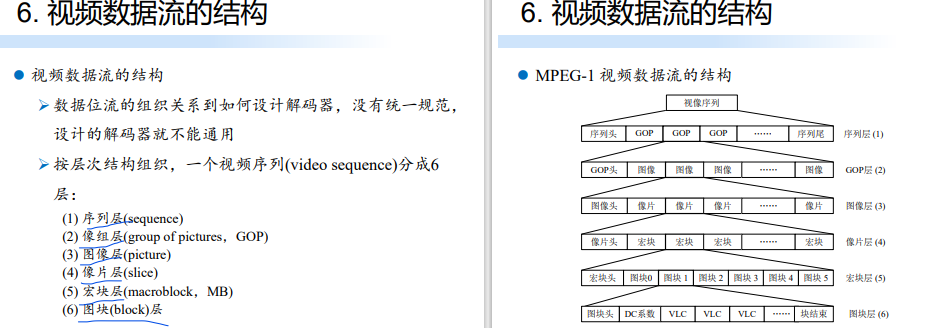 6. 视频数据流的结构
视频数据流的结构
数据位流的组织关系到如何设计解码器，没有统一规范，
设计的解码器就不能通用
按层次结构组织，一个视频序列(video sequence)分成6
层：
(1) 序列层(sequence)
(2) 像组层(group of pictures，GOP)
(3) 图像层(picture)
(4) 像片层(slice)
(5) 宏块层(macroblock，MB)
(6) 图块(block)层
6. 视频数据流的结构
MPEG-1 视频数据流的结构
视像序列
序列头 GOP GOP GOP ······ 序列尾 序列层 (1)
GOP头 图像 图像 图像 ······ 图像 GOP层 (2)
图像头 像片 像片 像片 ······ 像片 图像层 (3)
像片头 宏块 宏块 宏块 ······ 宏块 像片层 (4)
宏块头 图块0 图块 1 图块 2 图块 3 图块 4 图块 5 宏块层 (5)
图块头 DC系数 VLC VLC VLC ······ 块结束 图块层 (6)